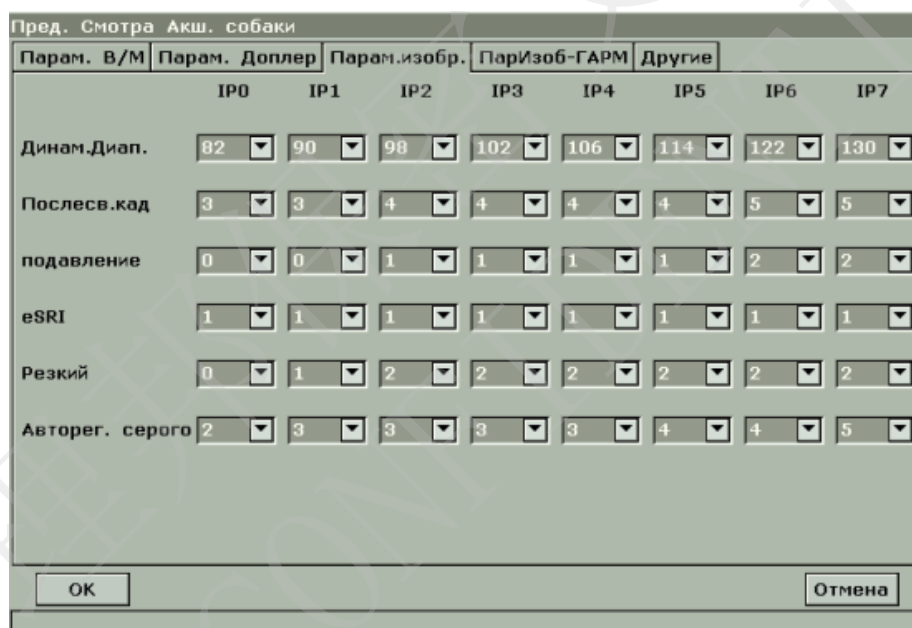 Пред. Смотра Акш. собаки
Парам. В/М Парам. Доплер Парам.изобр. ПарИзоб-ГАРМ Другие
IP0 IP1 IP2 IP3 IP4 IP5 IP6 IP7
Динам.Диап. 82 90 98 102 106 114 122 130
Послесв.кад 3 3 4 4 4 4 5 5
подавление 0 0 1 1 1 1 2 2
eSRI 1 1 1 1 1 1 1 1
Резкий 0 1 2 2 2 2 2 2
Авторег. серого 2 3 3 3 3 4 4 5
OK Отмена